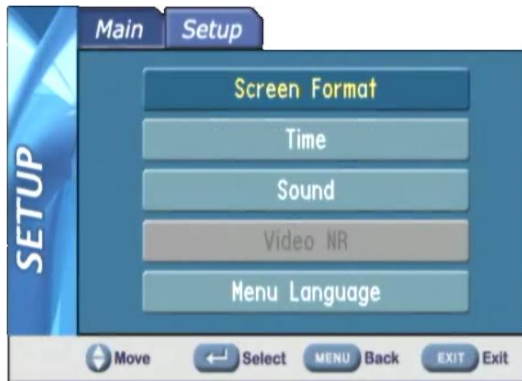 Main Setup
SETUP
Screen Format
Time
Sound
Video NR
Menu Language
Move Select MENU Back EXIT Exit